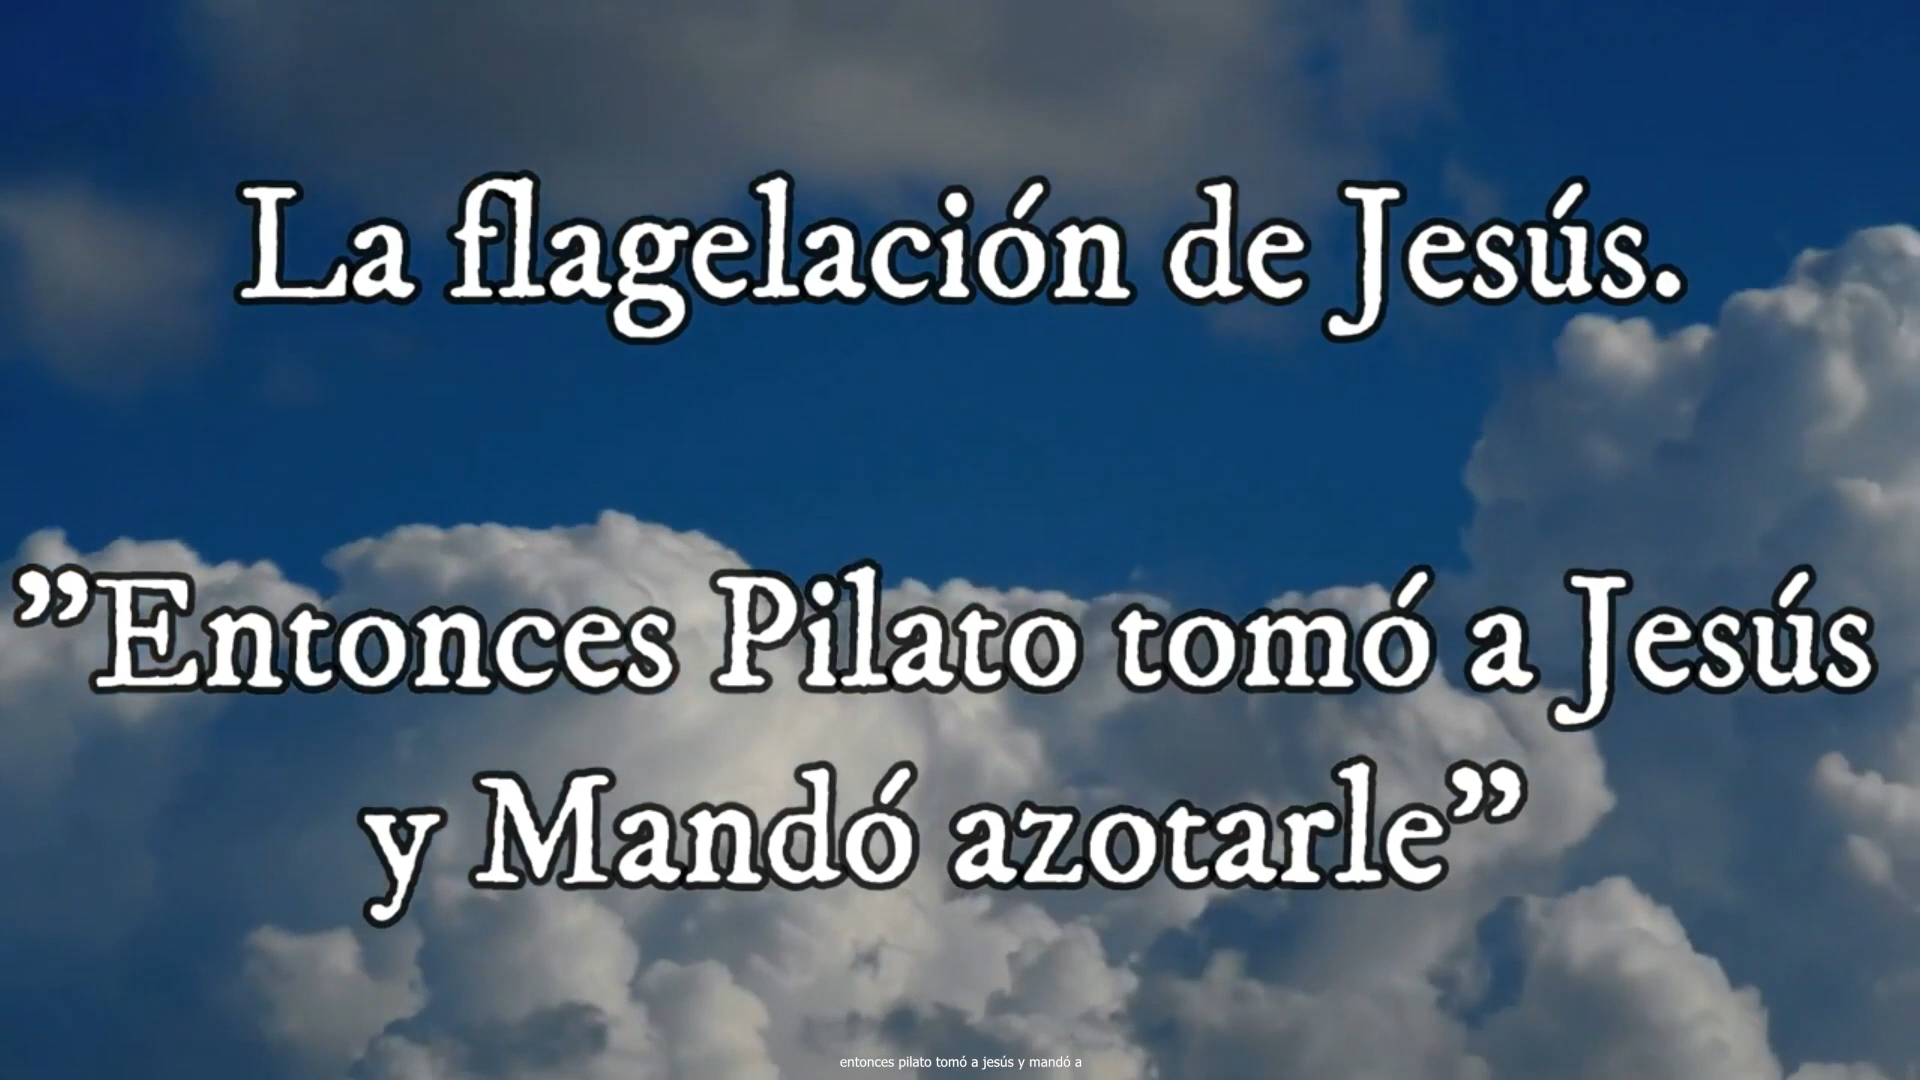 La flagelación de Jesús.
”Entonces Pilato tomó a Jesús
y Mandó azotarle”
entonces pilato tomó a jesús y mandó a